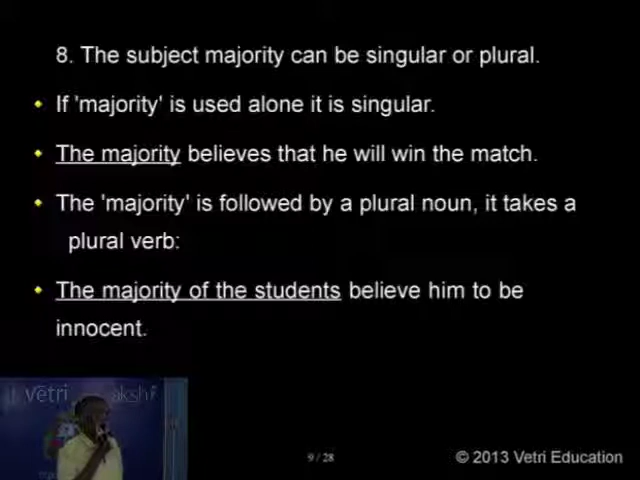 8. The subject majority can be singular or plural.
If 'majority' is used alone it is singular.
The majority believes that he will win the match.
The 'majority' is followed by a plural noun, it takes a
plural verb:
The majority of the students believe him to be
innocent.
vetri
akshi
9 / 28
© 2013 Vetri Education